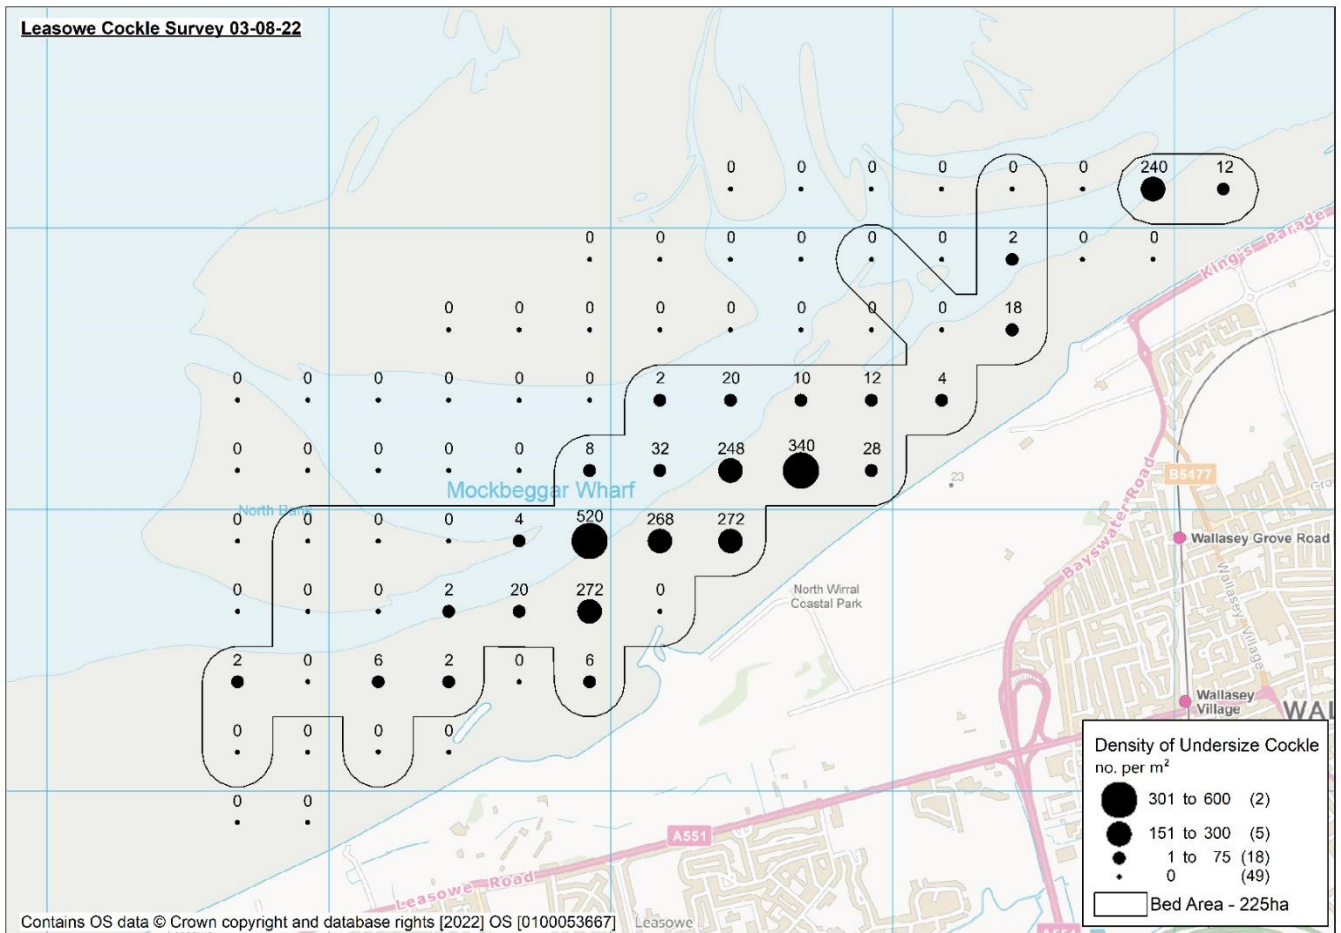 Leasowe Cockle Survey 03-08-22
0 0 0 0 0 0 240 12
0 0 0 0 0 0 2 0 0
King's Parade
0 0 0 0 0 0 0 0 18
0 0 0 0 0 0 2 20 10 12 4
0 0 0 0 0 8 32 248 340 28
23
B5477
Mockbeggar Wharf
North Bank
0 0 0 0 4 520 268 272
Bayswater Road
Wallasey Grove Road
Wallasey Village
0 0 0 2 20 272 0
North Wirral
Coastal Park
2 0 6 2 0 6
Wallasey
Village
WAL
0 0 0 0
0 0
A551
Leasowe Road
Leasowe
A551
Density of Undersize Cockle
no. per m²
301 to 600 (2)
151 to 300 (5)
1 to 75 (18)
0 (49)
Bed Area - 225ha
Contains OS data © Crown copyright and database rights [2022] OS [0100053667]